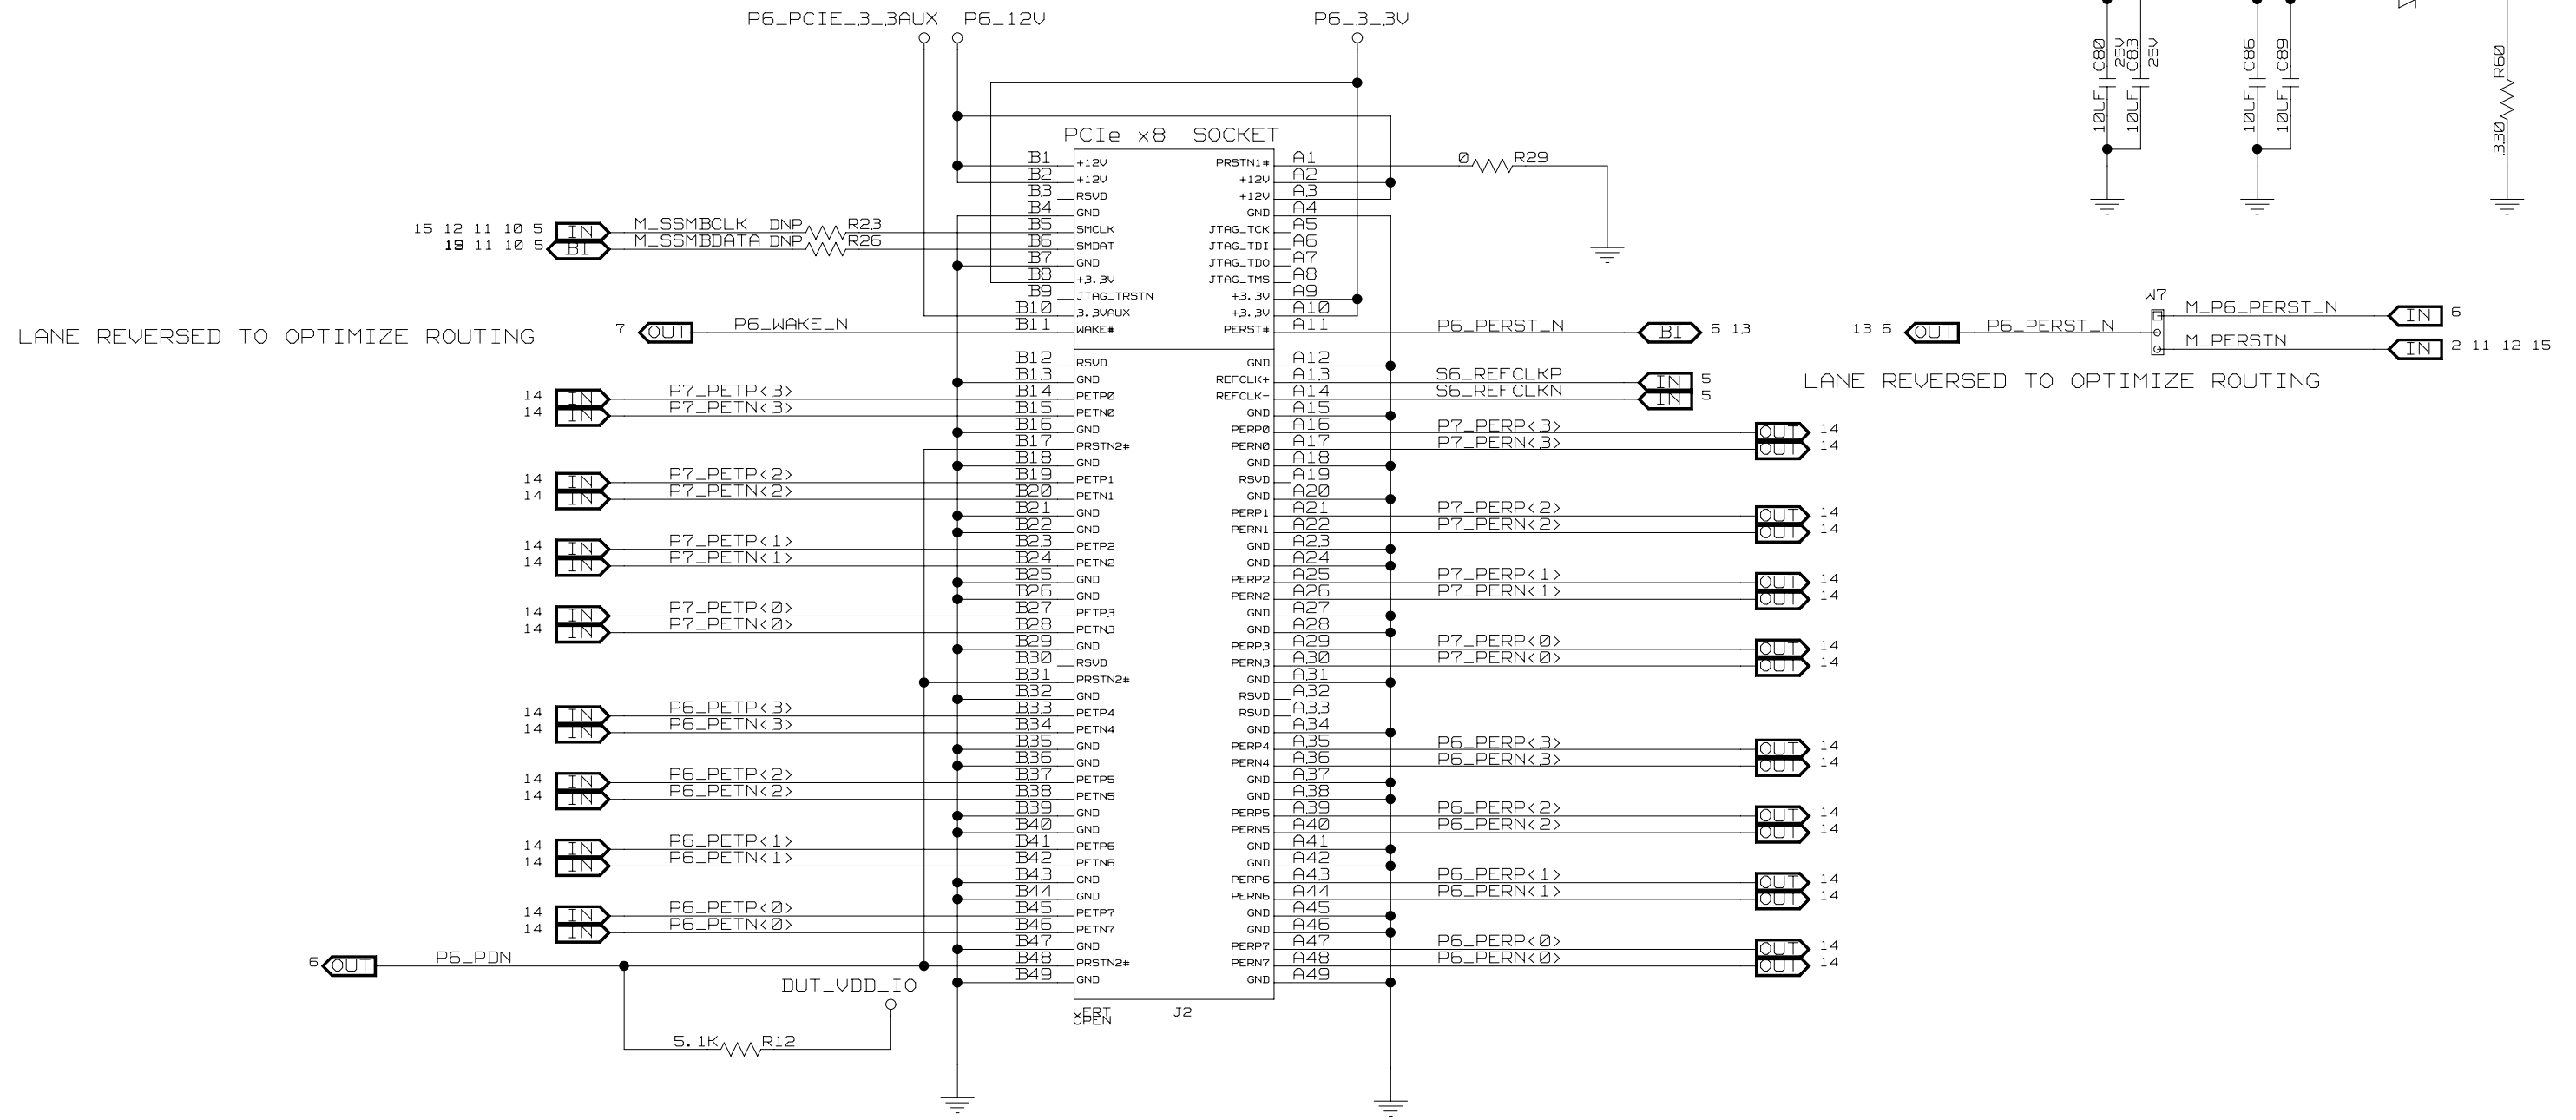 P6_PCIE_3_3AUX P6_12V P6_3_3V
C80 25V C83 25V C86 C89 R60
10UF 10UF 10UF 10UF 330
PCIe x8 SOCKET
B1 +12V PRSTN1# A1 0 R29
B2 +12V +12V A2
B3 RSVD +12V A3
B4 GND GND A4
15 12 11 10 5 IN M_SSMBCLK DNP R23 B5 SMCLK JTAG_TCK A5
11 10 5 BI M_SSMBDATA DNP R26 B6 SMDAT JTAG_TDI A6
B7 GND JTAG_TDO A7
B8 +3.3V JTAG_TMS A8
B9 JTAG_TRSTN +3.3V A9
B10 3.3VAUX +3.3V A10
7 OUT P6_WAKE_N B11 WAKE# PERST# A11 P6_PERST_N BI 6 13
LANE REVERSED TO OPTIMIZE ROUTING
W7
M_P6_PERST_N IN 6
13 6 OUT P6_PERST_N
M_PERSTN IN 2 11 12 15
LANE REVERSED TO OPTIMIZE ROUTING
B12 RSVD GND A12
B13 GND REFCLK+ A13 S6_REFCLKP IN 5
14 IN P7_PETP<3> B14 PETP0 REFCLK- A14 S6_REFCLKN IN 5
14 IN P7_PETN<3> B15 PETN0 GND A15
B16 GND PERP0 A16 P7_PERP<3> OUT 14
B17 PRSTN2# PERN0 A17 P7_PERN<3> OUT 14
B18 GND GND A18
14 IN P7_PETP<2> B19 PETP1 RSVD A19
14 IN P7_PETN<2> B20 PETN1 GND A20
B21 GND PERP1 A21 P7_PERP<2> OUT 14
B22 GND PERN1 A22 P7_PERN<2> OUT 14
14 IN P7_PETP<1> B23 PETP2 GND A23
14 IN P7_PETN<1> B24 PETN2 GND A24
B25 GND PERP2 A25 P7_PERP<1> OUT 14
B26 GND PERN2 A26 P7_PERN<1> OUT 14
14 IN P7_PETP<0> B27 PETP3 GND A27
14 IN P7_PETN<0> B28 PETN3 GND A28
B29 GND PERP3 A29 P7_PERP<0> OUT 14
B30 RSVD PERN3 A30 P7_PERN<0> OUT 14
B31 PRSTN2# GND A31
B32 GND RSVD A32
14 IN P6_PETP<3> B33 PETP4 RSVD A33
14 IN P6_PETN<3> B34 PETN4 GND A34
B35 GND PERP4 A35 P6_PERP<3> OUT 14
B36 GND PERN4 A36 P6_PERN<3> OUT 14
14 IN P6_PETP<2> B37 PETP5 GND A37
14 IN P6_PETN<2> B38 PETN5 GND A38
B39 GND PERP5 A39 P6_PERP<2> OUT 14
B40 GND PERN5 A40 P6_PERN<2> OUT 14
14 IN P6_PETP<1> B41 PETP6 GND A41
14 IN P6_PETN<1> B42 PETN6 GND A42
B43 GND PERP6 A43 P6_PERP<1> OUT 14
B44 GND PERN6 A44 P6_PERN<1> OUT 14
14 IN P6_PETP<0> B45 PETP7 GND A45
14 IN P6_PETN<0> B46 PETN7 GND A46
B47 GND PERP7 A47 P6_PERP<0> OUT 14
6 OUT P6_PDN B48 PRSTN2# PERN7 A48 P6_PERN<0> OUT 14
B49 GND GND A49
DUT_VDD_IO
VERT J2
OPEN
5.1K R12